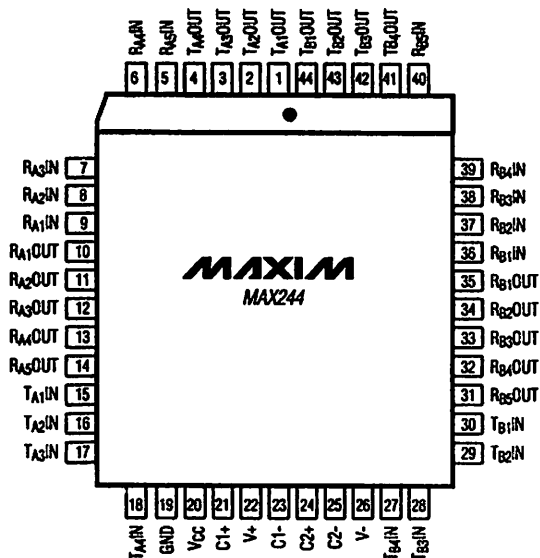 RA4IN RA5IN TA4OUT TA3OUT TA2OUT TA1OUT TB1OUT TB2OUT TB3OUT TB4OUT RB5IN
6 5 4 3 2 1 44 43 42 41 40
RA3IN 7
RA2IN 8
RA1IN 9
RA1OUT 10
RA2OUT 11
RA3OUT 12
RA4OUT 13
RA5OUT 14
TA1IN 15
TA2IN 16
TA3IN 17
MAXIM
MAX244
39 RB4IN
38 RB3IN
37 RB2IN
36 RB1IN
35 RB1OUT
34 RB2OUT
33 RB3OUT
32 RB4OUT
31 RB5OUT
30 TB1IN
29 TB2IN
18 19 20 21 22 23 24 25 26 27 28
TA4IN GND VCC C1+ V+ C1- C2+ C2- V- TB4IN TB3IN